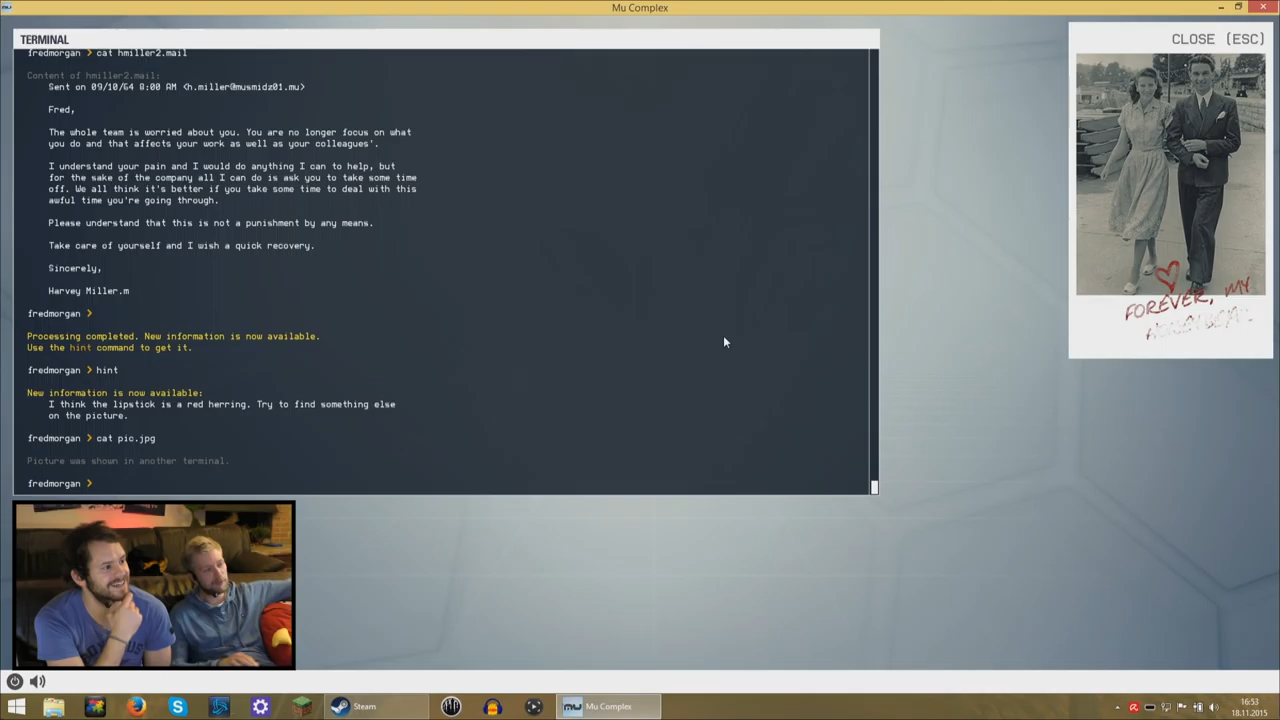 Mu Complex
TERMINAL
CLOSE (ESC)
fredmorgan > cat hmiller2.mail
Content of hmiller2.mail:
Sent on 09/10/64 8:00 AM <h.miller@musmidz01.mu>
Fred,
The whole team is worried about you. You are no longer focus on what
you do and that affects your work as well as your colleagues'.
I understand your pain and I would do anything I can to help, but
for the sake of the company all I can do is ask you to take some time
off. We all think it's better if you take some time to deal with this
awful time you're going through.
Please understand that this is not a punishment by any means.
Take care of yourself and I wish a quick recovery.
Sincerely,
Harvey Miller.m
fredmorgan >
Processing completed. New information is now available.
Use the hint command to get it.
fredmorgan > hint
New information is now available:
I think the lipstick is a red herring. Try to find something else
on the picture.
fredmorgan > cat pic.jpg
Picture was shown in another terminal.
fredmorgan >
FOREVER, MY
Steam
Mu Complex
16:53
18.11.2015